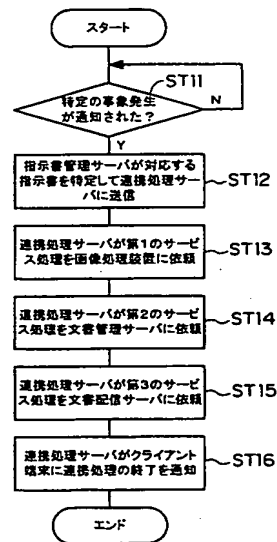 スタート
ST11
特定の事象発生
が通知された？
N
Y
指示書管理サーバが対応する
指示書を特定して連携処理サー
バに送信
ST12
連携処理サーバが第1のサービ
ス処理を画像処理装置に依頼
ST13
連携処理サーバが第2のサービ
ス処理を文書管理サーバに依頼
ST14
連携処理サーバが第3のサービ
ス処理を文書配信サーバに依頼
ST15
連携処理サーバがクライアント
端末に連携処理の終了を通知
ST16
エンド